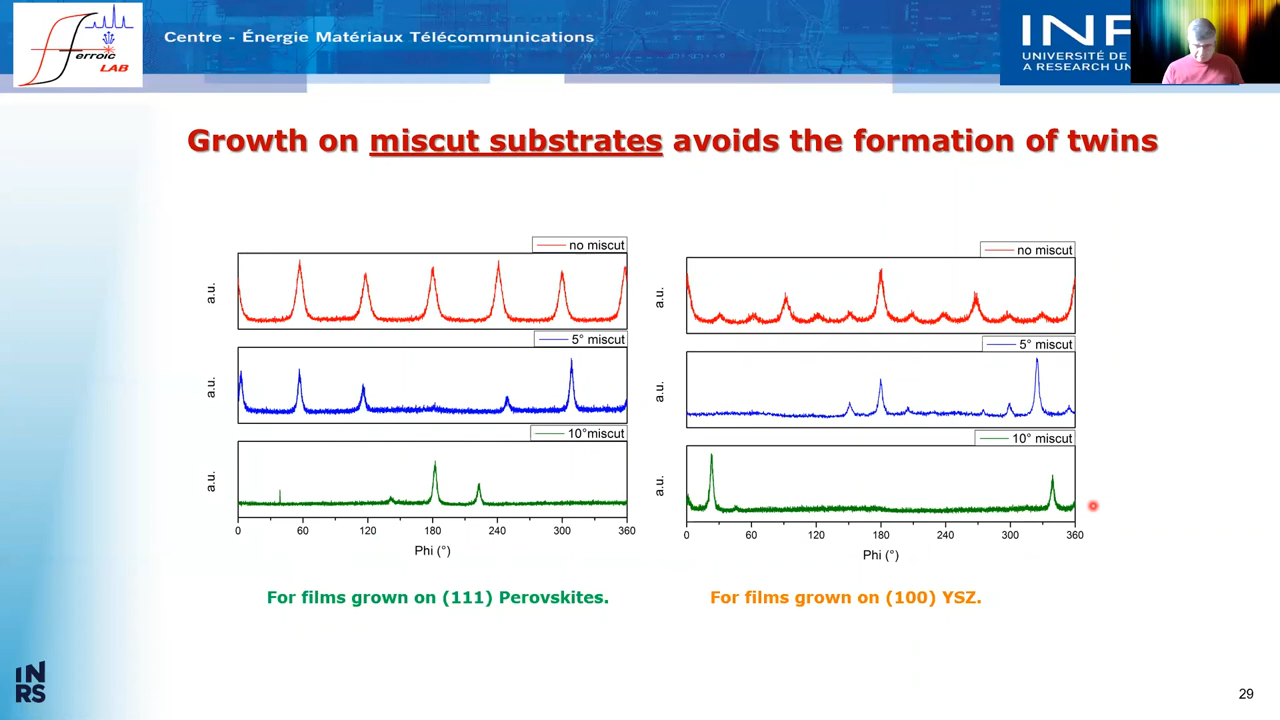 erroic
LAB
Centre - Énergie Matériaux Télécommunications
UNIVERSITÉ DE
A RESEARCH UN
Growth on miscut substrates avoids the formation of twins
no miscut
a.u.
5° miscut
a.u.
10°miscut
a.u.
0 60 120 180 240 300 360
Phi (°)
For films grown on (111) Perovskites.
no miscut
a.u.
5° miscut
a.u.
10° miscut
a.u.
0 60 120 180 240 300 360
Phi (°)
For films grown on (100) YSZ.
INRS
29